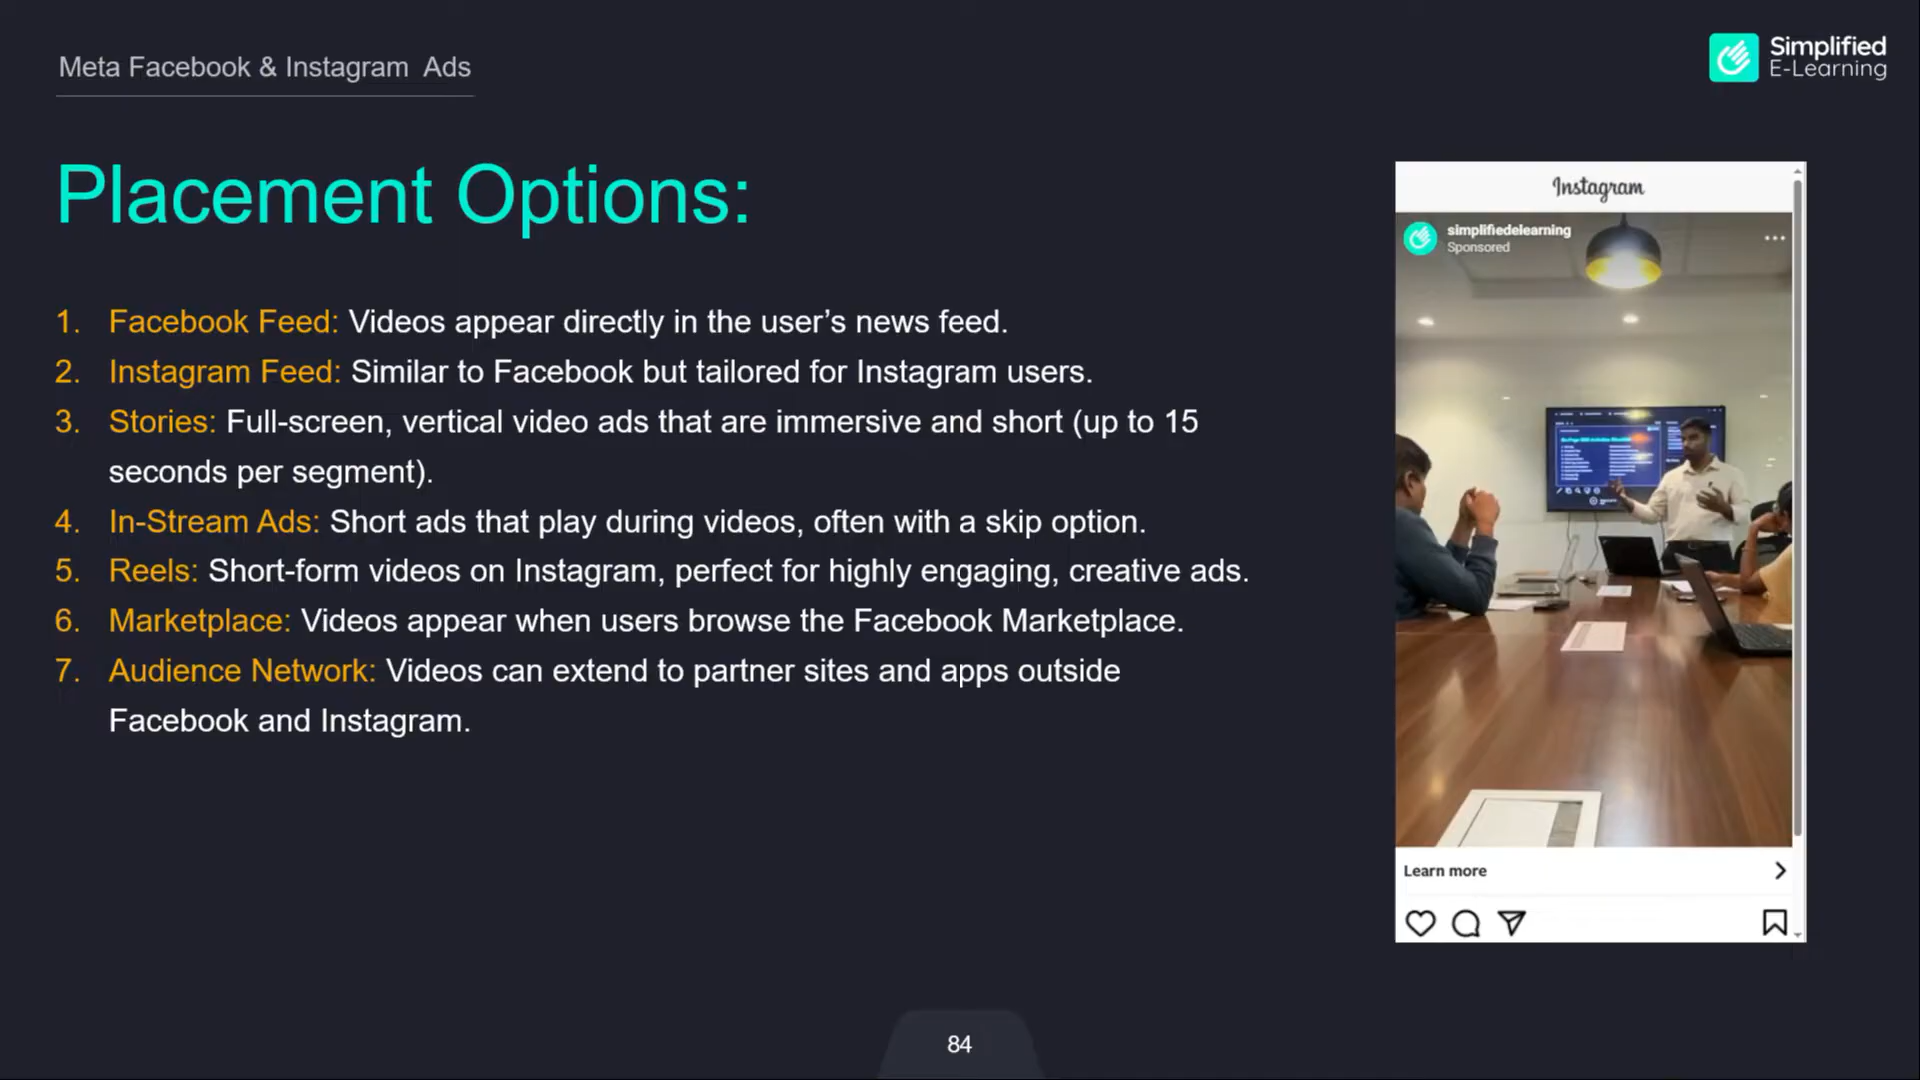 Meta Facebook & Instagram Ads
Simplified
E-Learning
Placement Options:
1. Facebook Feed: Videos appear directly in the user’s news feed.
2. Instagram Feed: Similar to Facebook but tailored for Instagram users.
3. Stories: Full-screen, vertical video ads that are immersive and short (up to 15
seconds per segment).
4. In-Stream Ads: Short ads that play during videos, often with a skip option.
5. Reels: Short-form videos on Instagram, perfect for highly engaging, creative ads.
6. Marketplace: Videos appear when users browse the Facebook Marketplace.
7. Audience Network: Videos can extend to partner sites and apps outside
Facebook and Instagram.
Instagram
simplifiedelearning
Sponsored
Learn more
84